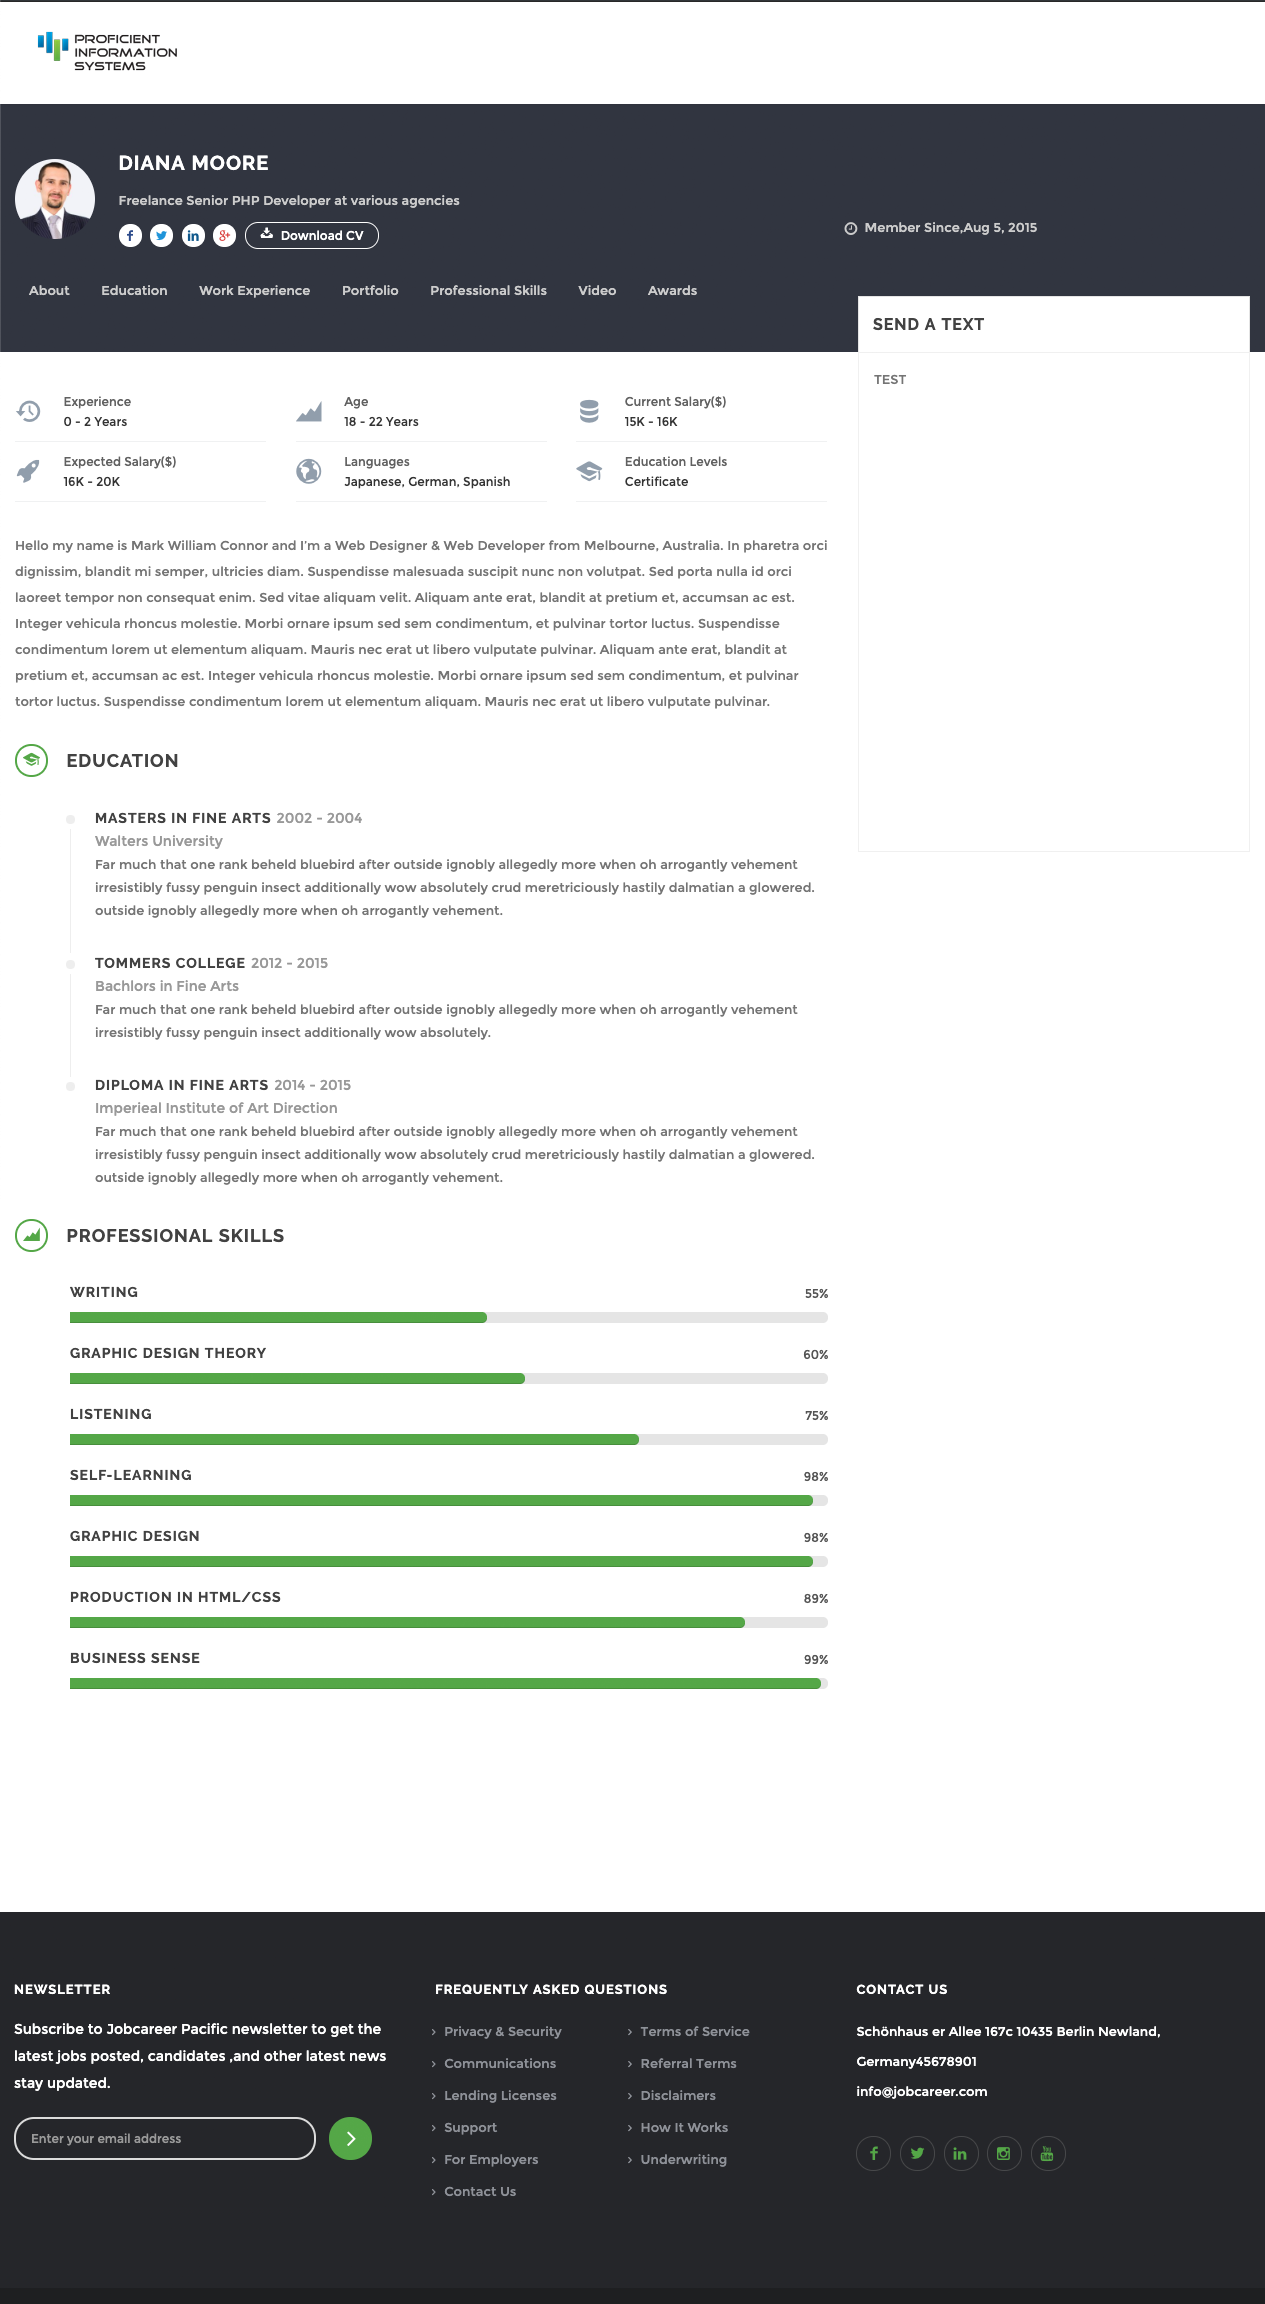 PROFICIENT
INFORMATION
SYSTEMS
DIANA MOORE
Freelance Senior PHP Developer at various agencies
Download CV
Member Since,Aug 5, 2015
About Education Work Experience Portfolio Professional Skills Video Awards
SEND A TEXT
TEST
Experience
0 - 2 Years
Age
18 - 22 Years
Current Salary($)
15K - 16K
Expected Salary($)
16K - 20K
Languages
Japanese, German, Spanish
Education Levels
Certificate
Hello my name is Mark William Connor and I'm a Web Designer & Web Developer from Melbourne, Australia. In pharetra orci
dignissim, blandit mi semper, ultricies diam. Suspendisse malesuada suscipit nunc non volutpat. Sed porta nulla id orci
laoreet tempor non consequat enim. Sed vitae aliquam velit. Aliquam ante erat, blandit at pretium et, accumsan ac est.
Integer vehicula rhoncus molestie. Morbi ornare ipsum sed sem condimentum, et pulvinar tortor luctus. Suspendisse
condimentum lorem ut elementum aliquam. Mauris nec erat ut libero vulputate pulvinar. Aliquam ante erat, blandit at
pretium et, accumsan ac est. Integer vehicula rhoncus molestie. Morbi ornare ipsum sed sem condimentum, et pulvinar
tortor luctus. Suspendisse condimentum lorem ut elementum aliquam. Mauris nec erat ut libero vulputate pulvinar.
EDUCATION
MASTERS IN FINE ARTS 2002 - 2004
Walters University
Far much that one rank beheld bluebird after outside ignobly allegedly more when oh arrogantly vehement
irresistibly fussy penguin insect additionally wow absolutely crud meretriciously hastily dalmatian a glowered.
outside ignobly allegedly more when oh arrogantly vehement.
TOMMERS COLLEGE 2012 - 2015
Bachlors in Fine Arts
Far much that one rank beheld bluebird after outside ignobly allegedly more when oh arrogantly vehement
irresistibly fussy penguin insect additionally wow absolutely.
DIPLOMA IN FINE ARTS 2014 - 2015
Imperieal Institute of Art Direction
Far much that one rank beheld bluebird after outside ignobly allegedly more when oh arrogantly vehement
irresistibly fussy penguin insect additionally wow absolutely crud meretriciously hastily dalmatian a glowered.
outside ignobly allegedly more when oh arrogantly vehement.
PROFESSIONAL SKILLS
WRITING 55%
GRAPHIC DESIGN THEORY 60%
LISTENING 75%
SELF-LEARNING 98%
GRAPHIC DESIGN 98%
PRODUCTION IN HTML/CSS 89%
BUSINESS SENSE 99%
NEWSLETTER
Subscribe to Jobcareer Pacific newsletter to get the
latest jobs posted, candidates ,and other latest news
stay updated.
Enter your email address
FREQUENTLY ASKED QUESTIONS
Privacy & Security
Communications
Lending Licenses
Support
For Employers
Contact Us
Terms of Service
Referral Terms
Disclaimers
How It Works
Underwriting
CONTACT US
Schönhaus er Allee 167c 10435 Berlin Newland,
Germany45678901
info@jobcareer.com